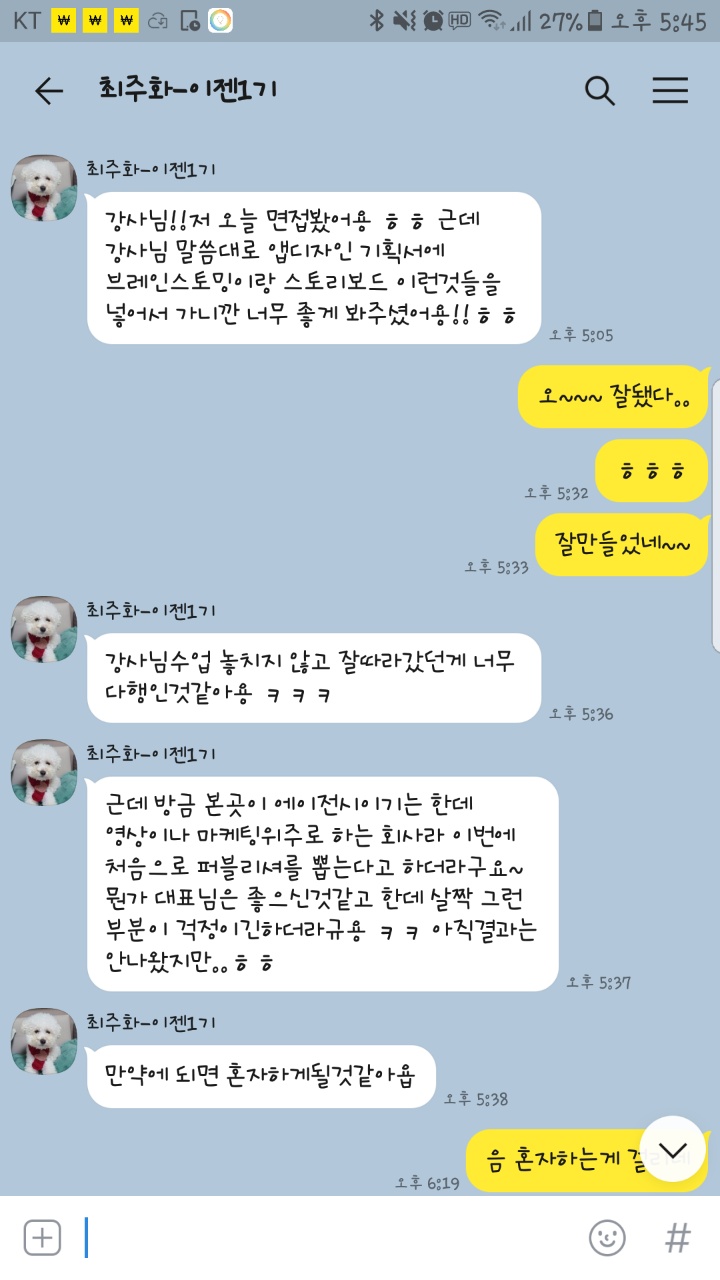 KT ₩ ₩ ₩ HD 27% 오후 5:45
최주화-이젠1기
최주화-이젠1기
강사님!!저 오늘 면접봤어용 ㅎㅎ 근데
강사님 말씀대로 앱디자인 기획서에
브레인스토밍이랑 스토리보드 이런것들을
넣어서 가니깐 너무 좋게 봐주셨어용!!ㅎㅎ
오후 5:05
오~~~ 잘됐다..
ㅎㅎㅎ
오후 5:32
잘만들었네~~
오후 5:33
최주화-이젠1기
강사님수업 놓치지 않고 잘따라갔던게 너무
다행인것같아용 ㅋㅋㅋ
오후 5:36
최주화-이젠1기
근데 방금 본곳이 에이전시이기는 한데
영상이나 마케팅위주로 하는 회사라 이번에
처음으로 퍼블리셔를 뽑는다고 하더라구요~
뭔가 대표님은 좋으신것같고 한데 살짝 그런
부분이 걱정이긴하더라규용 ㅋㅋ 아직결과는
안나왔지만..ㅎㅎ
오후 5:37
최주화-이젠1기
만약에 되면 혼자하게될것같아욥
오후 5:38
음 혼자하는게
오후 6:19
#